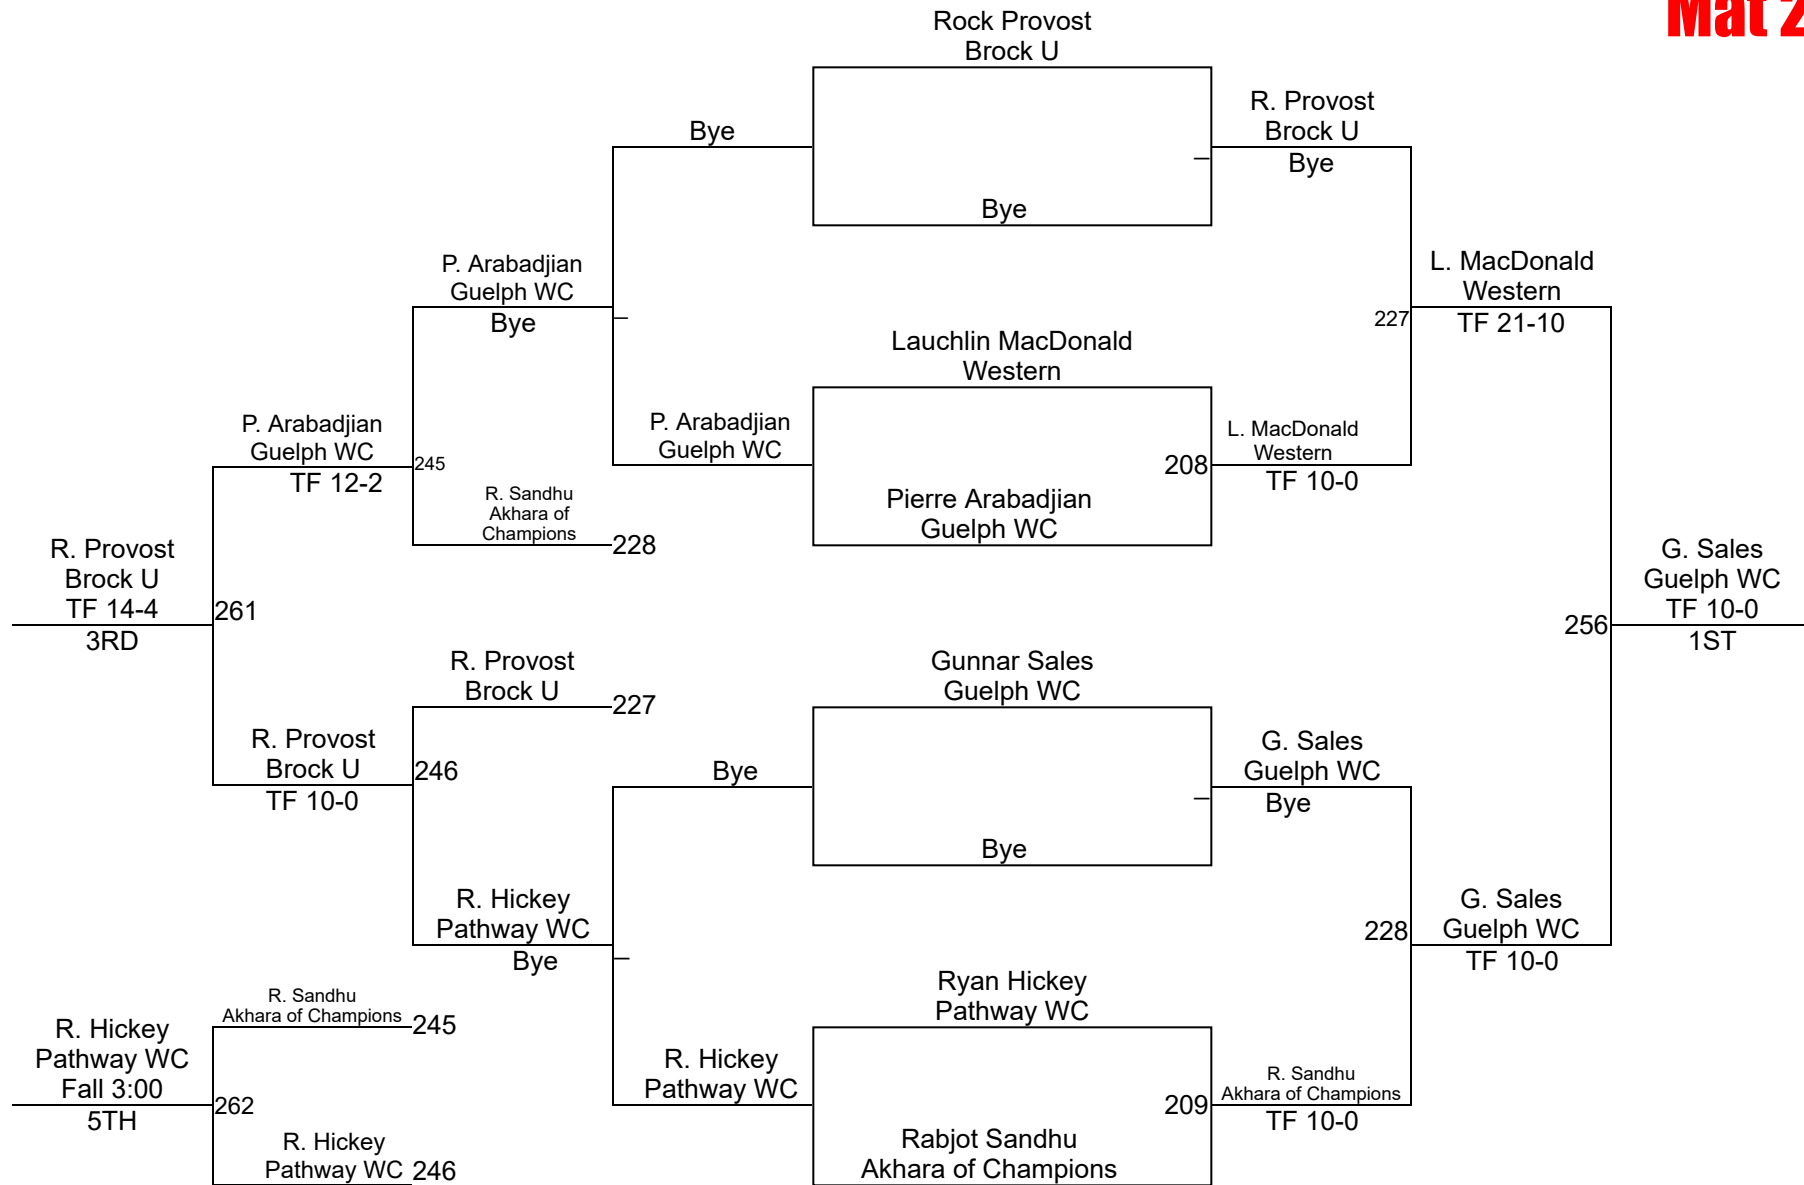 Mat 2
Rock Provost
Brock U
Bye
R. Provost
Brock U
Bye
Bye
P. Arabadjian
Guelph WC
Bye
L. MacDonald
Western
TF 21-10
227
Lauchlin MacDonald
Western
P. Arabadjian
Guelph WC
TF 12-2
245
P. Arabadjian
Guelph WC
208
L. MacDonald
Western
TF 10-0
R. Sandhu
Akhara of
Champions
228
Pierre Arabadjian
Guelph WC
R. Provost
Brock U
TF 14-4
3RD
261
256
G. Sales
Guelph WC
TF 10-0
1ST
R. Provost
Brock U
227
Gunnar Sales
Guelph WC
R. Provost
Brock U
TF 10-0
246
Bye
G. Sales
Guelph WC
Bye
Bye
R. Hickey
Pathway WC
Bye
228
G. Sales
Guelph WC
TF 10-0
R. Sandhu
Akhara of Champions
245
Ryan Hickey
Pathway WC
R. Hickey
Pathway WC
Fall 3:00
5TH
262
R. Hickey
Pathway WC
209
R. Sandhu
Akhara of Champions
TF 10-0
R. Hickey
Pathway WC
246
Rabjot Sandhu
Akhara of Champions